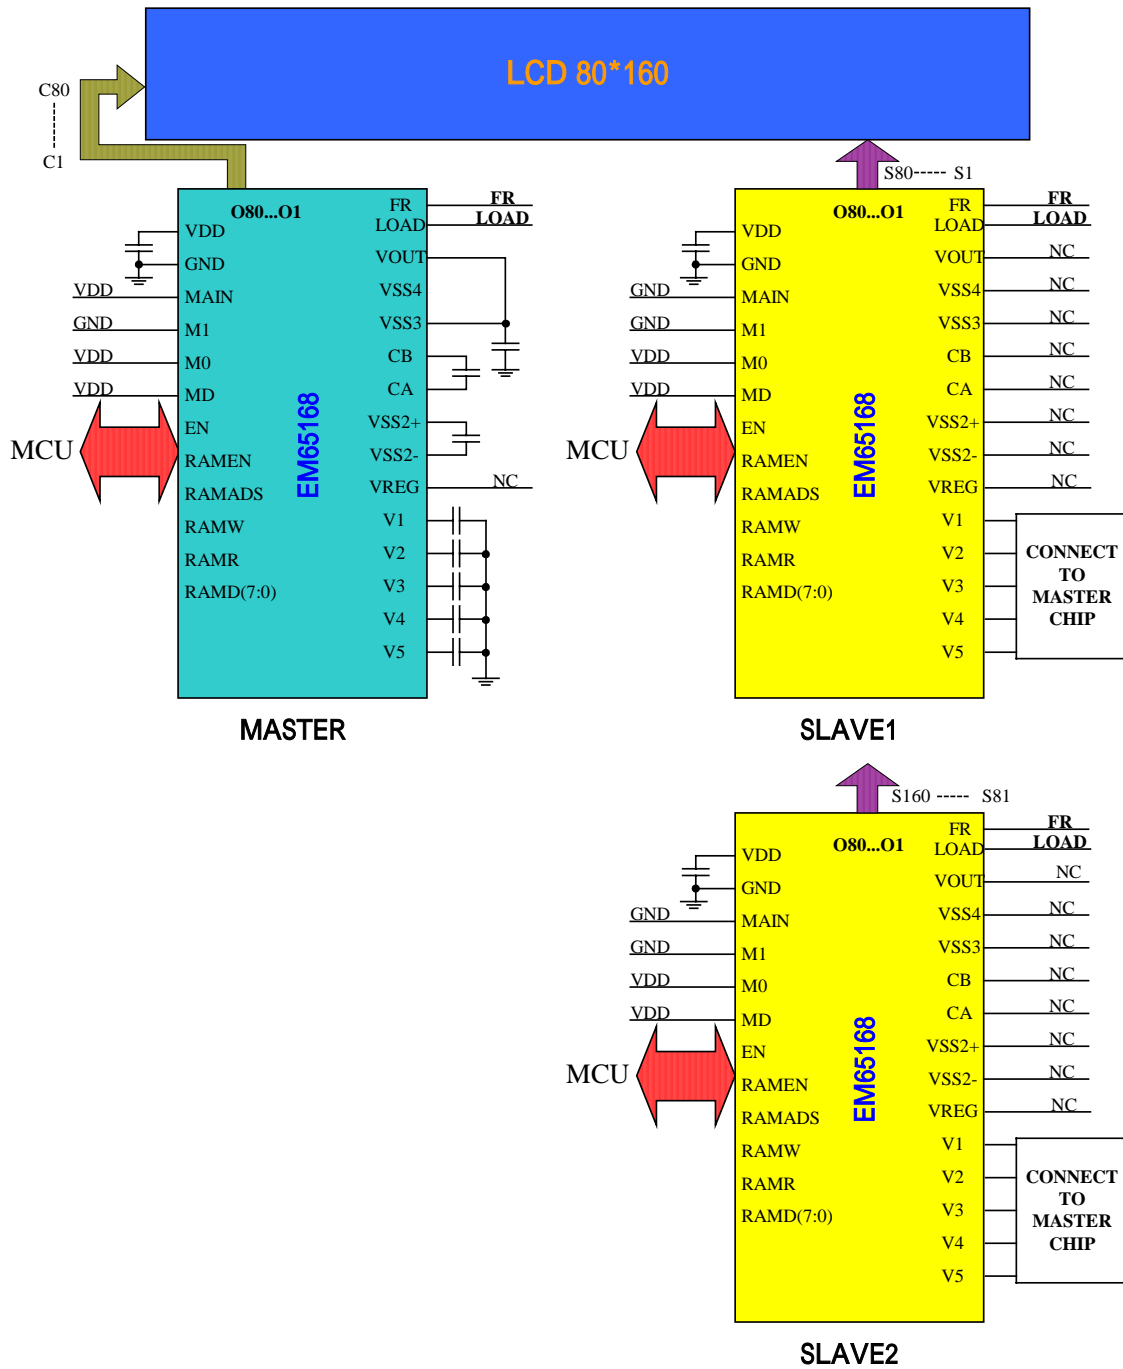 LCD 80*160
C80
C1
S80----- S1
O80...O1
FR
FR
LOAD
LOAD
VDD
GND
VOUT
VSS4
VDD
MAIN
VSS3
GND
M1
CB
VDD
M0
CA
VDD
MD
VSS2+
EN
VSS2-
MCU
RAMEN
VREG
NC
RAMADS
V1
RAMW
V2
RAMR
V3
RAMD(7:0)
V4
V5
EM65168
MASTER
O80...O1
FR
FR
LOAD
LOAD
VDD
VOUT
NC
GND
VSS4
NC
GND
MAIN
VSS3
NC
GND
M1
CB
NC
VDD
M0
CA
NC
VDD
MD
VSS2+
NC
EN
VSS2-
NC
MCU
RAMEN
VREG
NC
RAMADS
V1
RAMW
V2
RAMR
V3
RAMD(7:0)
V4
V5
CONNECT
TO
MASTER
CHIP
EM65168
SLAVE1
S160 ----- S81
O80...O1
FR
FR
LOAD
LOAD
VDD
VOUT
NC
GND
VSS4
NC
GND
MAIN
VSS3
NC
GND
M1
CB
NC
VDD
M0
CA
NC
VDD
MD
VSS2+
NC
EN
VSS2-
NC
MCU
RAMEN
VREG
NC
RAMADS
V1
RAMW
V2
RAMR
V3
RAMD(7:0)
V4
V5
CONNECT
TO
MASTER
CHIP
EM65168
SLAVE2